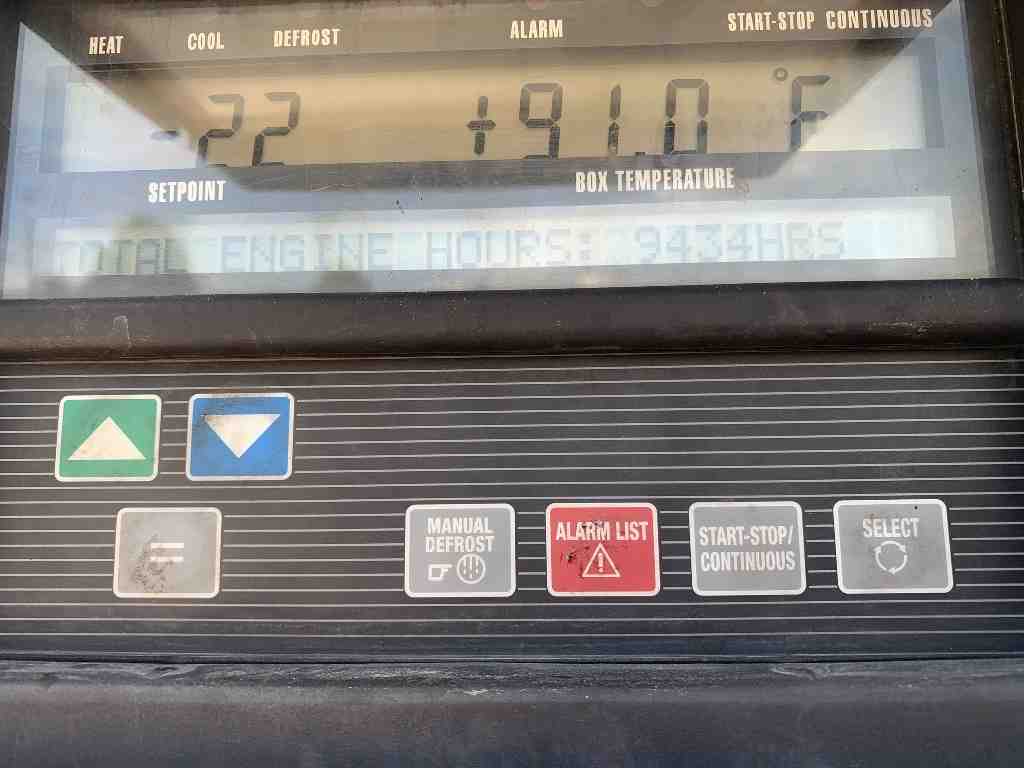 HEAT COOL DEFROST ALARM START-STOP CONTINUOUS
-22 +91.0 °F
SETPOINT BOX TEMPERATURE
TOTAL ENGINE HOURS: 9434HRS
MANUAL
DEFROST
ALARM LIST
START-STOP/
CONTINUOUS
SELECT
=